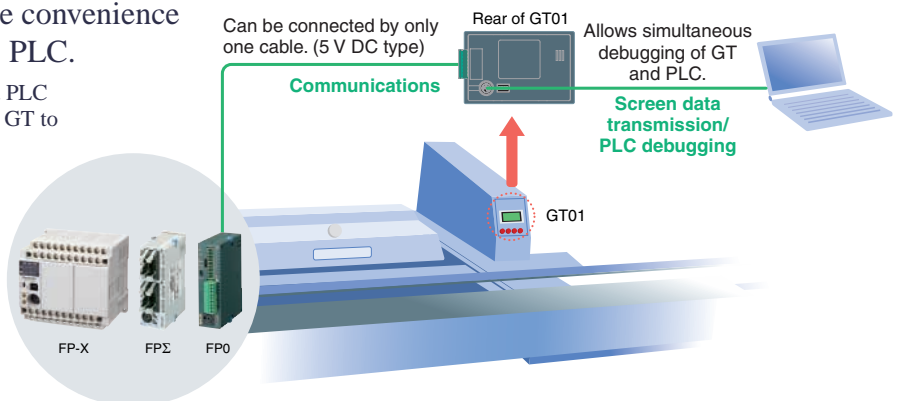 e convenience
PLC.
PLC
GT to
Can be connected by only
one cable. (5 V DC type)
Communications
Rear of GT01
Allows simultaneous
debugging of GT
and PLC.
Screen data
transmission/
PLC debugging
GT01
FP-X
FPΣ
FP0